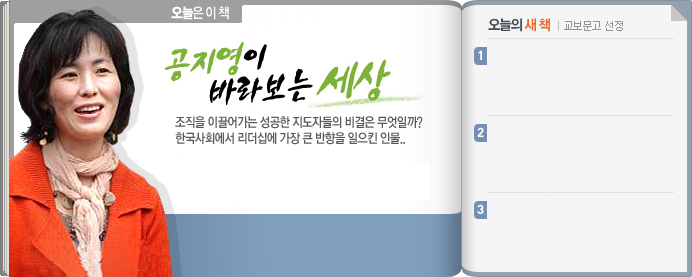 오늘은 이 책
공지영이
바라보는 세상
조직을 이끌어가는 성공한 지도자들의 비결은 무엇일까?
한국사회에서 리더십에 가장 큰 반향을 일으킨 인물..
오늘의 새 책 | 교보문고 선정
1
2
3